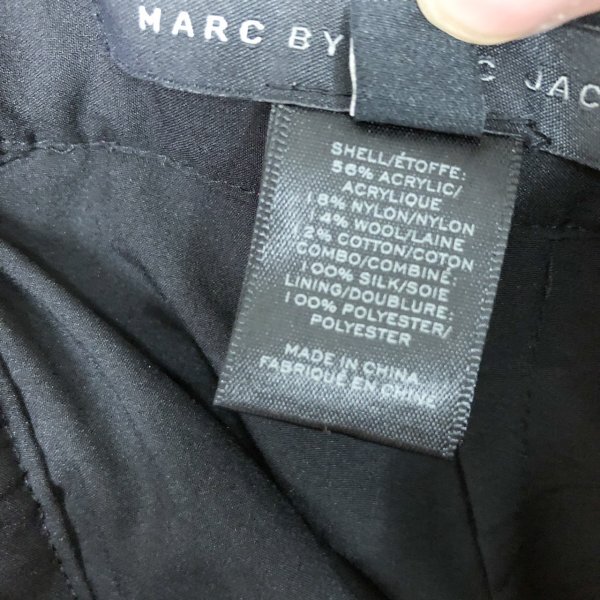 MARC BY C JAC
SHELL/ÉTOFFE:
56% ACRYLIC/
ACRYLIQUE
18% NYLON/NYLON
14% WOOL/LAINE
12% COTTON/COTON
COMBO/COMBINÉ:
100% SILK/SOIE
LINING/DOUBLURE:
100% POLYESTER/
POLYESTER
MADE IN CHINA
FABRIQUÉ EN CHINE